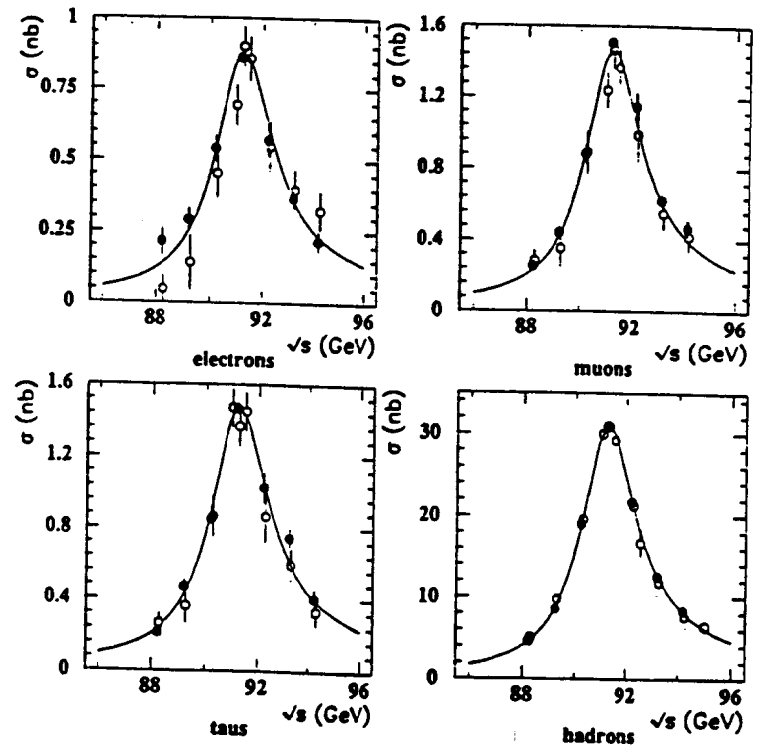 σ (nb)
1
0.75
0.5
0.25
0
88
92
96
√s (GeV)
electrons
σ (nb)
1.6
1.2
0.8
0.4
0
88
92
96
√s (GeV)
muons
σ (nb)
1.6
1.2
0.8
0.4
0
88
92
96
√s (GeV)
taus
σ (nb)
30
20
10
0
88
92
96
√s (GeV)
hadrons